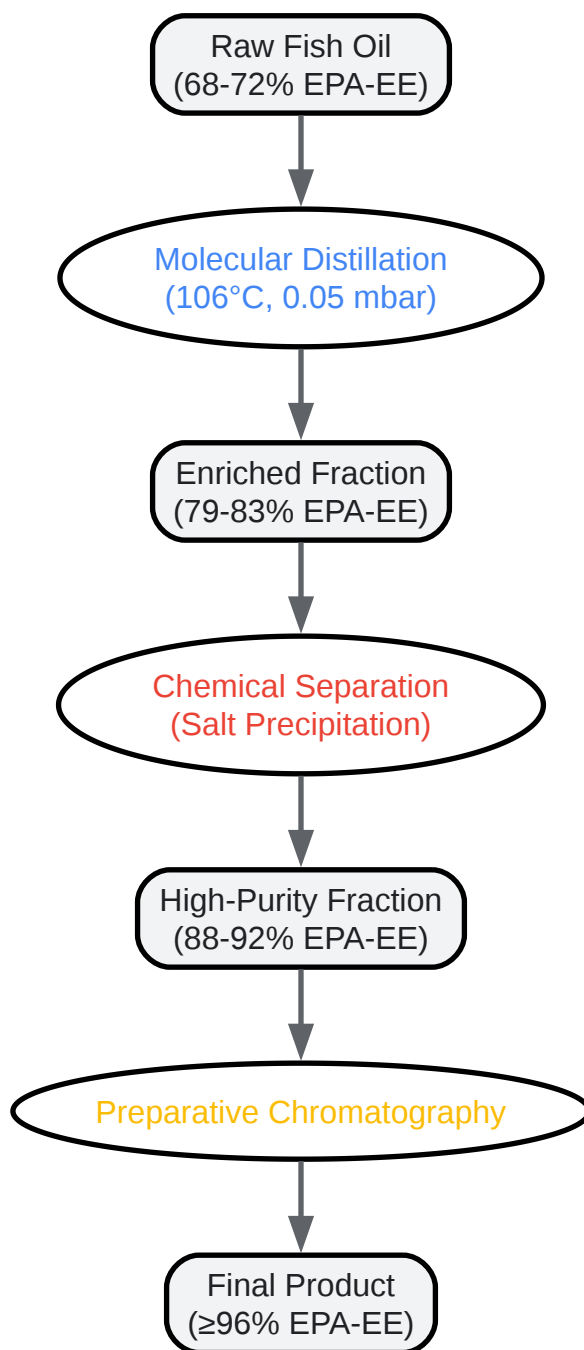 Raw Fish Oil
(68-72% EPA-EE)
Molecular Distillation
(106°C, 0.05 mbar)
Enriched Fraction
(79-83% EPA-EE)
Chemical Separation
(Salt Precipitation)
High-Purity Fraction
(88-92% EPA-EE)
Preparative Chromatography
Final Product
(≥96% EPA-EE)